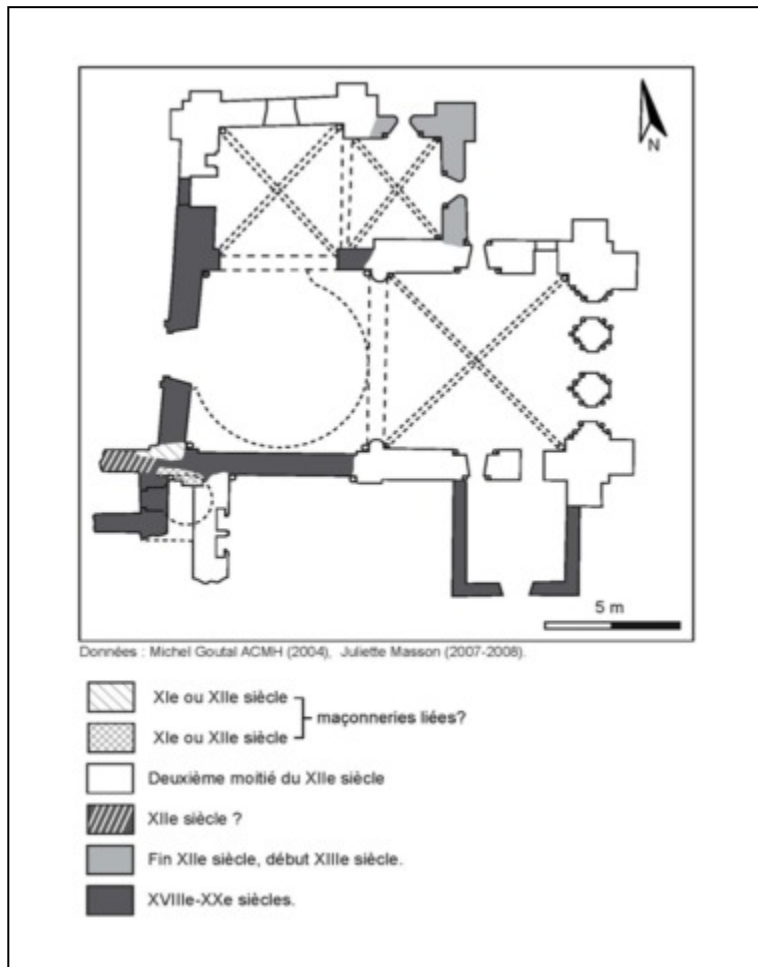 N
5 m
Données : Michel Goutal ACMH (2004), Juliette Masson (2007-2008).
XIe ou XIIe siècle
maçonneries liées?
XIe ou XIIe siècle
Deuxième moitié du XIIe siècle
XIIe siècle ?
Fin XIIe siècle, début XIIIe siècle.
XVIIIe-XXe siècles.